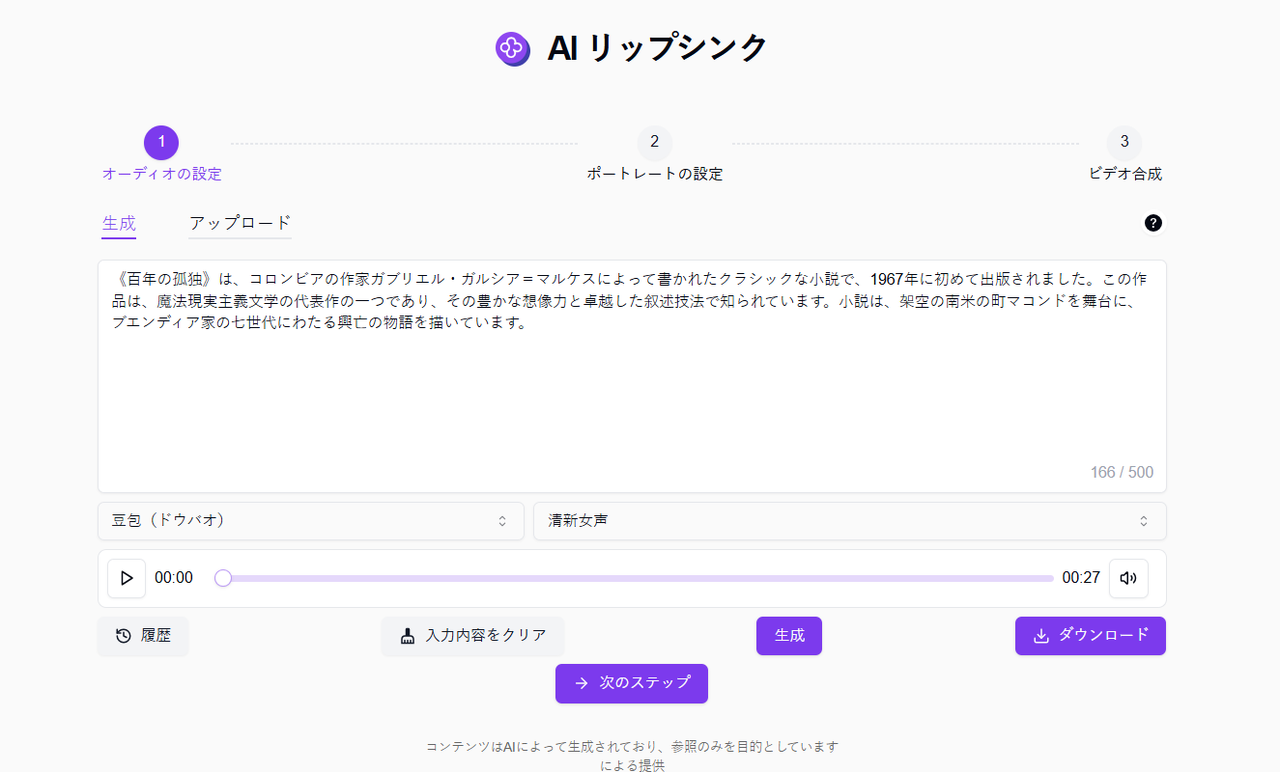 AI リップシンク
1
2
3
オーディオの設定
ポートレートの設定
ビデオ合成
生成
アップロード
?
《百年の孤独》は、コロンビアの作家ガブリエル・ガルシア＝マルケスによって書かれたクラシックな小説で、1967年に初めて出版されました。この作
品は、魔法現実主義文学の代表作の一つであり、その豊かな想像力と卓越した叙述技法で知られています。小説は、架空の南米の町マコンドを舞台に、
ブエンディア家の七世代にわたる興亡の物語を描いています。
166 / 500
豆包（ドウバオ）
清新女声
00:00
00:27
履歴
入力内容をクリア
生成
ダウンロード
次のステップ
コンテンツはAIによって生成されており、参照のみを目的としています
による提供